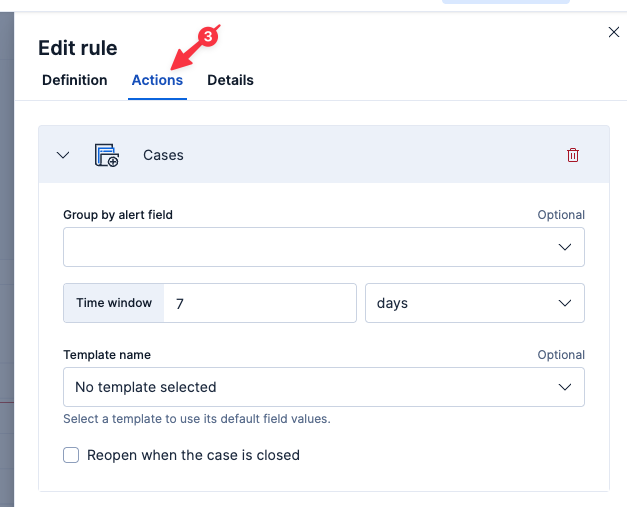 3
Edit rule
Definition Actions Details
Cases
Group by alert field Optional
Time window 7 days
Template name Optional
No template selected
Select a template to use its default field values.
Reopen when the case is closed